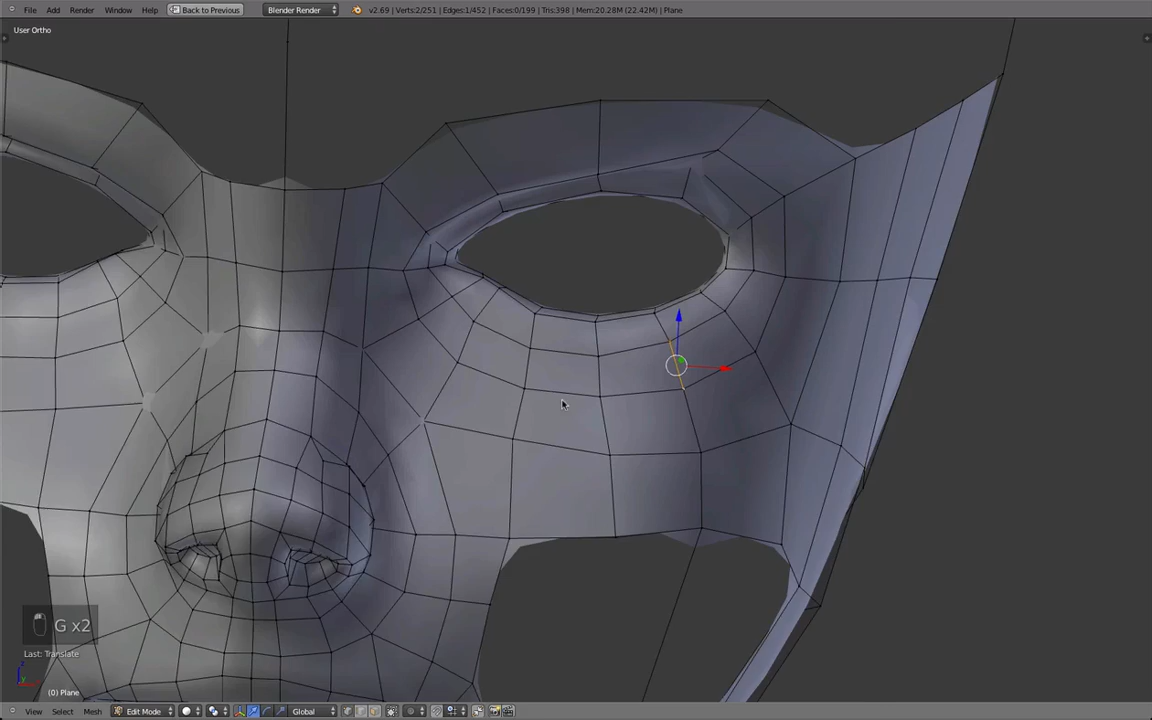 File Add Render Window Help Back to Previous Blender Render v2.69 | Verts:2/251 | Edges:1/452 | Faces:0/199 | Tris:398 | Mem:20.28M (22.42M) | Plane
User Ortho
G x2
Last: Translate
(0) Plane
View Select Mesh Edit Mode Global